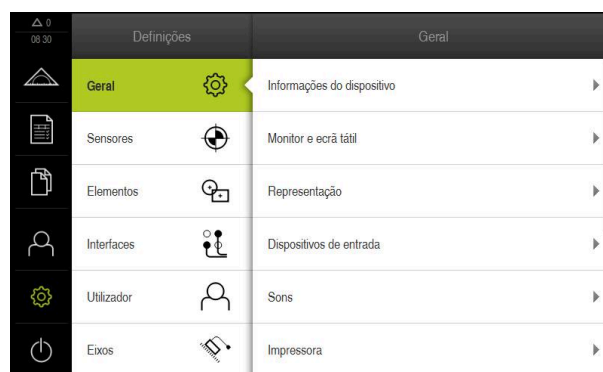 0
08:30
Definições
Geral
Geral
Informações do dispositivo
Sensores
Monitor e ecrã tátil
Elementos
Representação
Interfaces
Dispositivos de entrada
Utilizador
Sons
Eixos
Impressora